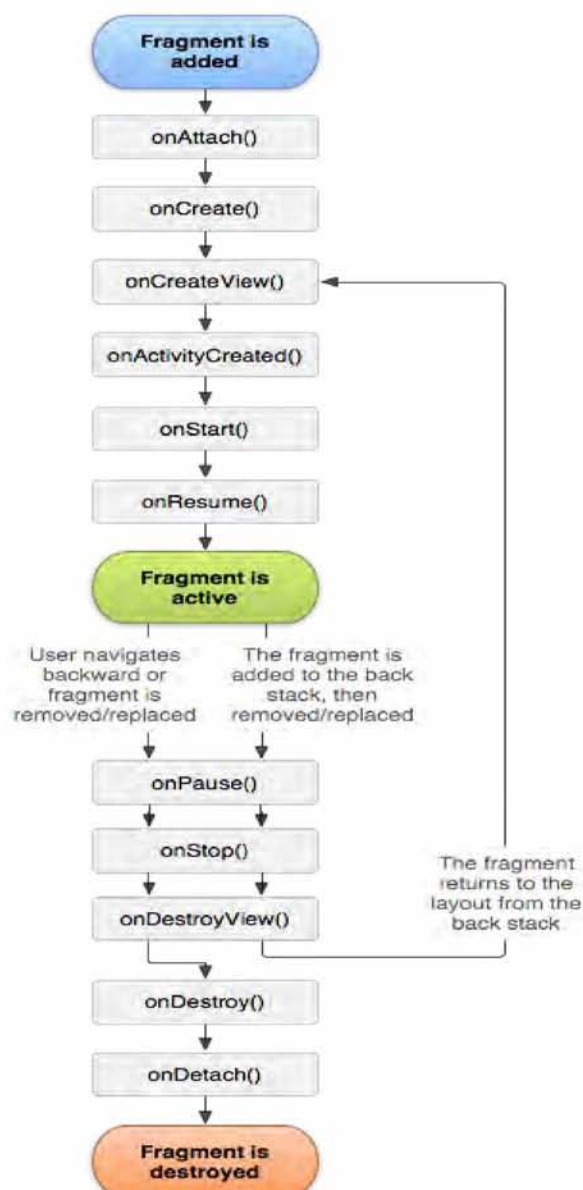 Fragment is
added
onAttach()
onCreate()
onCreateView()
onActivityCreated()
onStart()
onResume()
Fragment is
active
User navigates
backward or
fragment is
removed/replaced
The fragment is
added to the back
stack, then
removed/replaced
onPause()
onStop()
onDestroyView()
The fragment
returns to the
layout from the
back stack
onDestroy()
onDetach()
Fragment is
destroyed